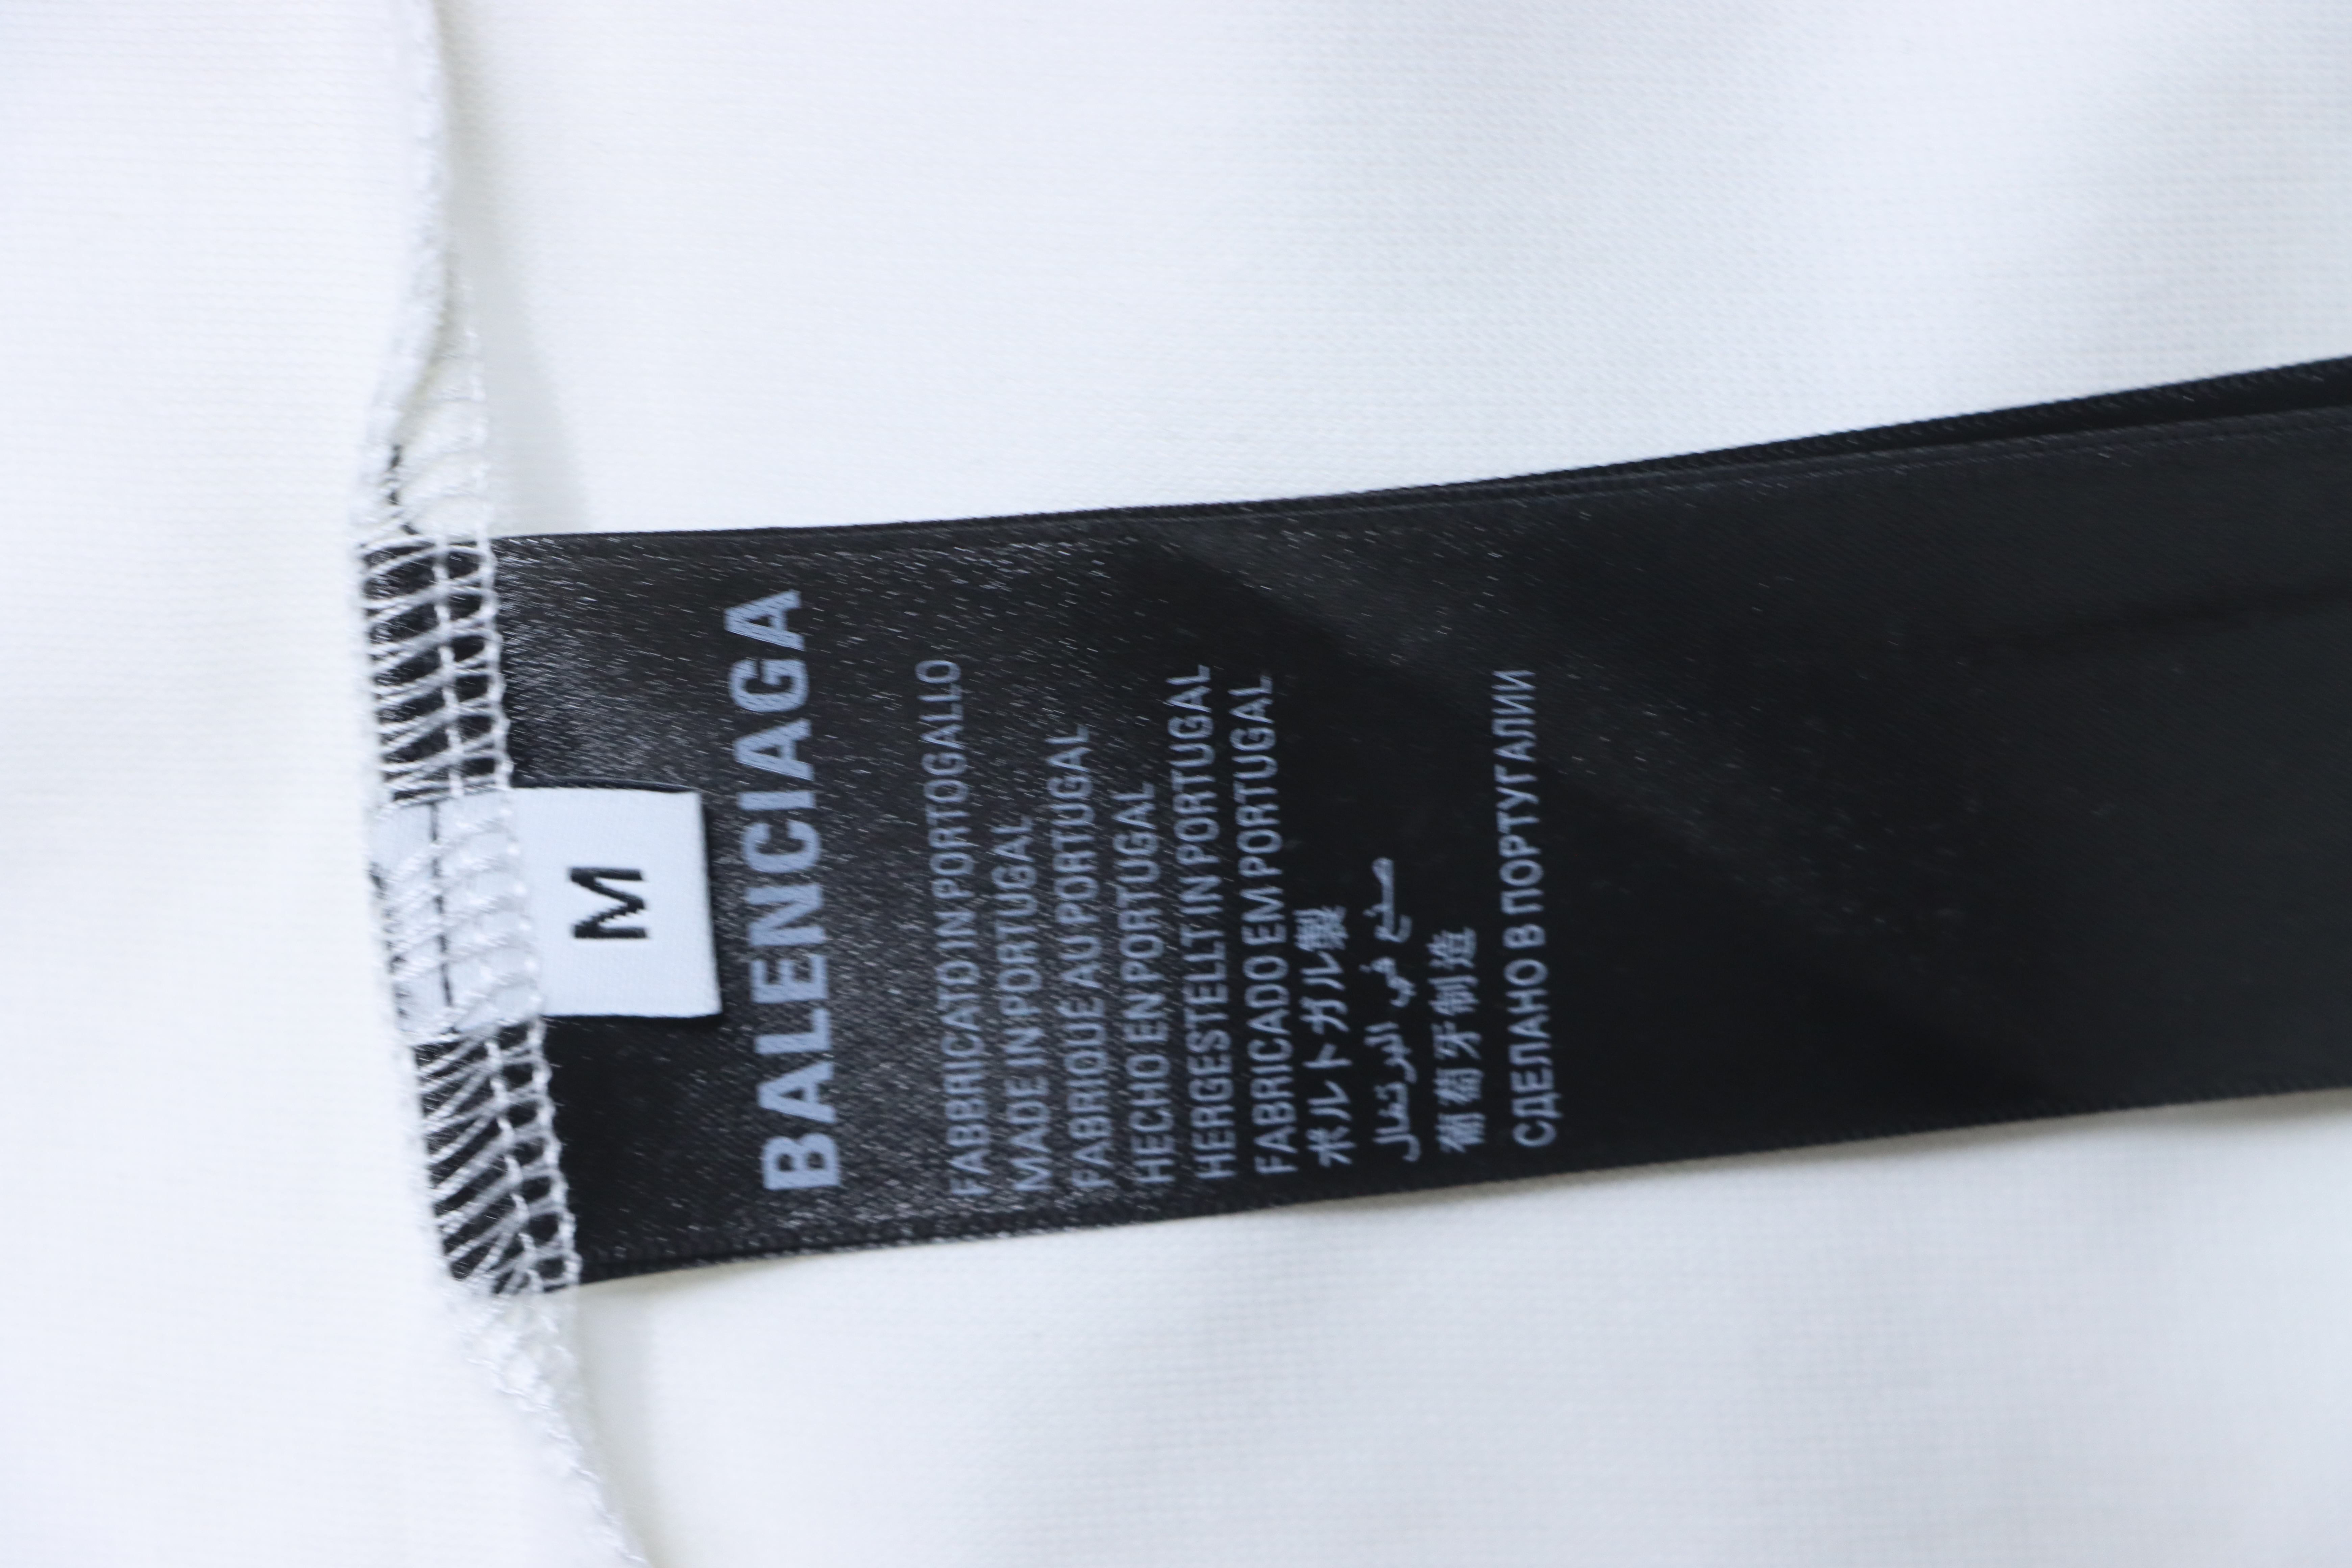 M
BALENCIAGA
FABBRICATO IN PORTOGALLO
MADE IN PORTUGAL
FABRIQUÉ AU PORTUGAL
HECHO EN PORTUGAL
HERGESTELLT IN PORTUGAL
FABRICADO EM PORTUGAL
ポルトガル製
صنع في البرتغال
葡萄牙制造
СДЕЛАНО В ПОРТУГАЛИИ